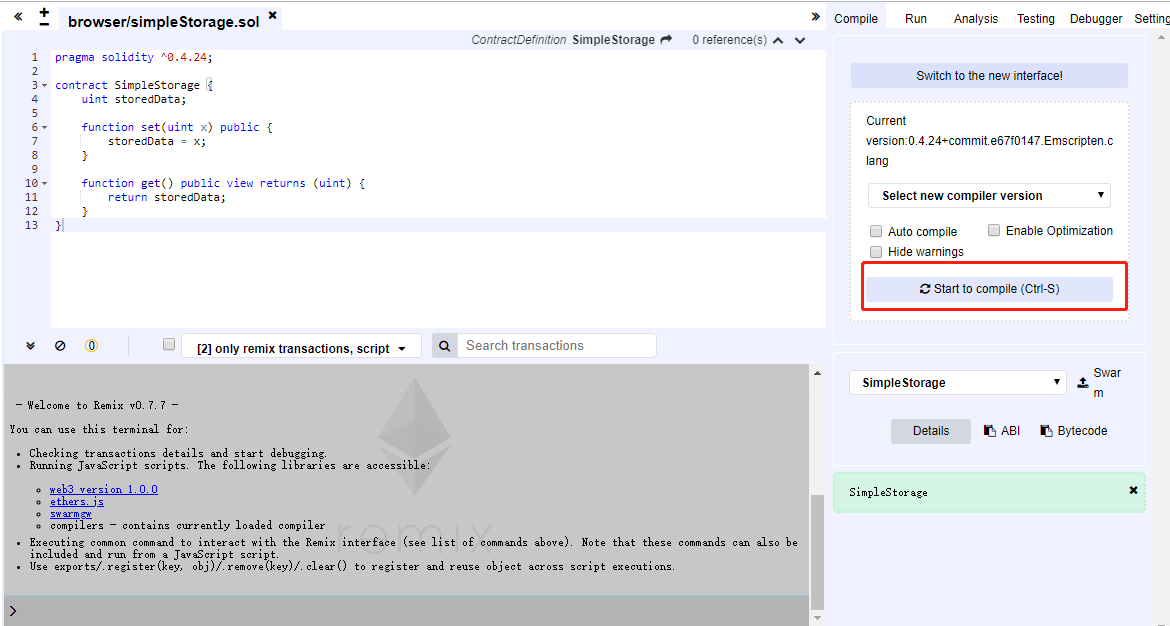 « + − browser/simpleStorage.sol × » Compile Run Analysis Testing Debugger Setting
ContractDefinition SimpleStorage 0 reference(s)
1 pragma solidity ^0.4.24;
2
3 contract SimpleStorage {
4 uint storedData;
5
6 function set(uint x) public {
7 storedData = x;
8 }
9
10 function get() public view returns (uint) {
11 return storedData;
12 }
13 }
0 [2] only remix transactions, script Search transactions
- Welcome to Remix v0.7.7 -
You can use this terminal for:
• Checking transactions details and start debugging.
• Running JavaScript scripts. The following libraries are accessible:
web3 version 1.0.0
ethers.js
swarmgw
compilers - contains currently loaded compiler
• Executing common command to interact with the Remix interface (see list of commands above). Note that these commands can also be
included and run from a JavaScript script.
• Use exports/.register(key, obj)/.remove(key)/.clear() to register and reuse object across script executions.
remix
>
Switch to the new interface!
Current
version:0.4.24+commit.e67f0147.Emscripten.c
lang
Select new compiler version
Auto compile Enable Optimization
Hide warnings
Start to compile (Ctrl-S)
SimpleStorage Swar
m
Details ABI Bytecode
SimpleStorage ×